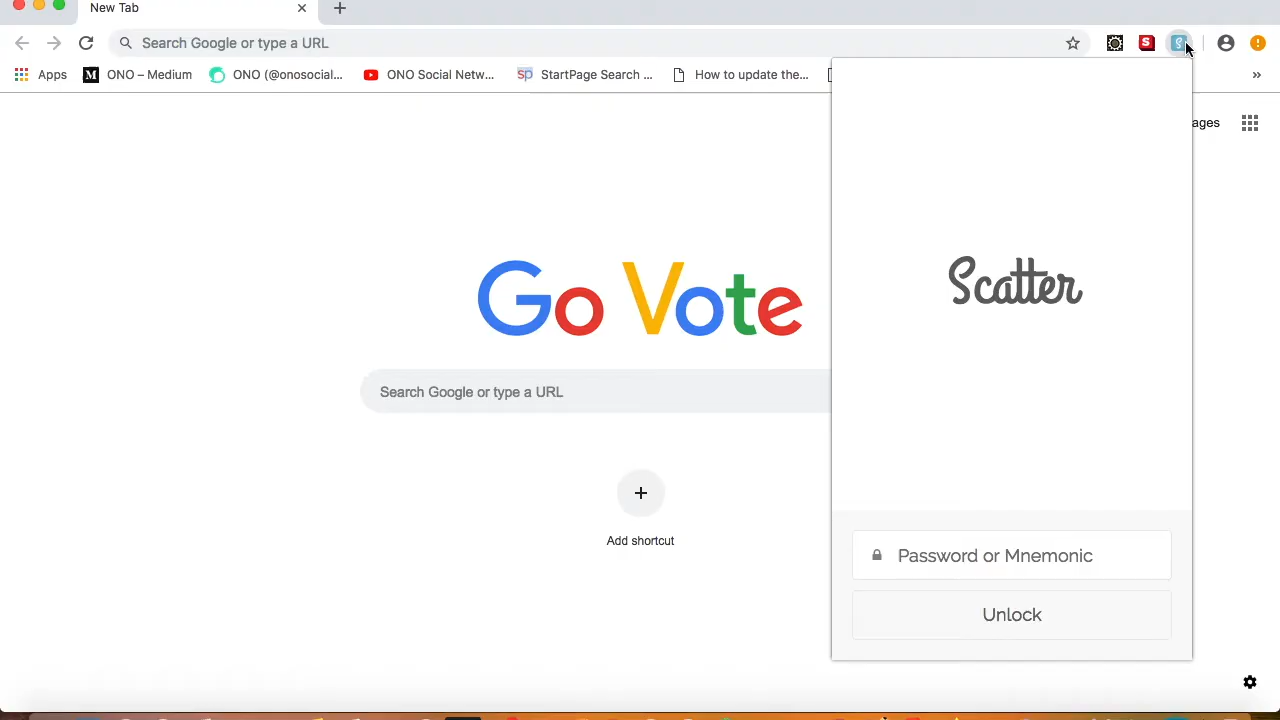 New Tab
Search Google or type a URL
Apps
ONO – Medium
ONO (@onosocial...
ONO Social Netw...
StartPage Search ...
How to update the...
»
ages
Go Vote
Scatter
Search Google or type a URL
Add shortcut
Password or Mnemonic
Unlock